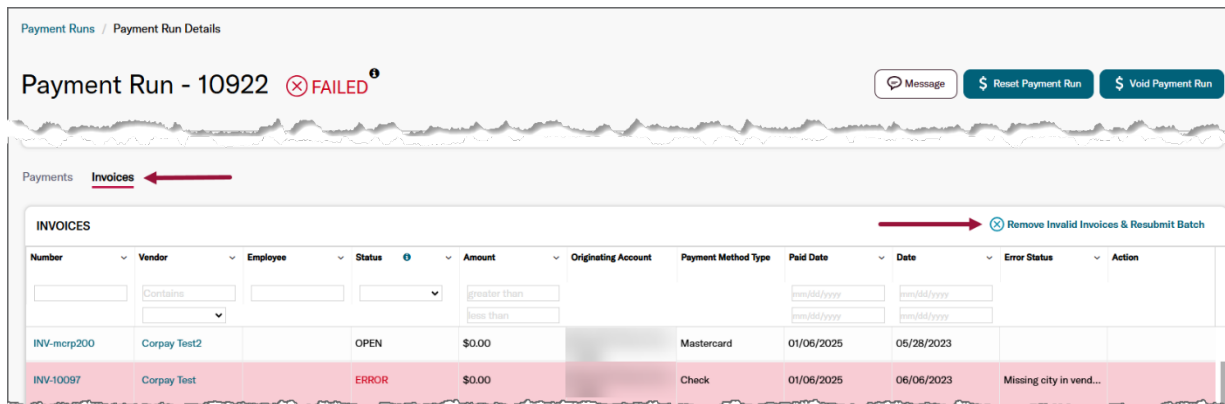 Payment Runs / Payment Run Details
Payment Run - 10922 FAILED
Message
$ Reset Payment Run
$ Void Payment Run
Payments Invoices
INVOICES
Remove Invalid Invoices & Resubmit Batch
Number Vendor Employee Status Amount Originating Account Payment Method Type Paid Date Date Error Status Action
Contains greater than mm/dd/yyyy mm/dd/yyyy
less than mm/dd/yyyy mm/dd/yyyy
INV-mcrp200 Corpay Test2 OPEN $0.00 Mastercard 01/06/2025 05/28/2023
INV-10097 Corpay Test ERROR $0.00 Check 01/06/2025 06/06/2023 Missing city in vend...